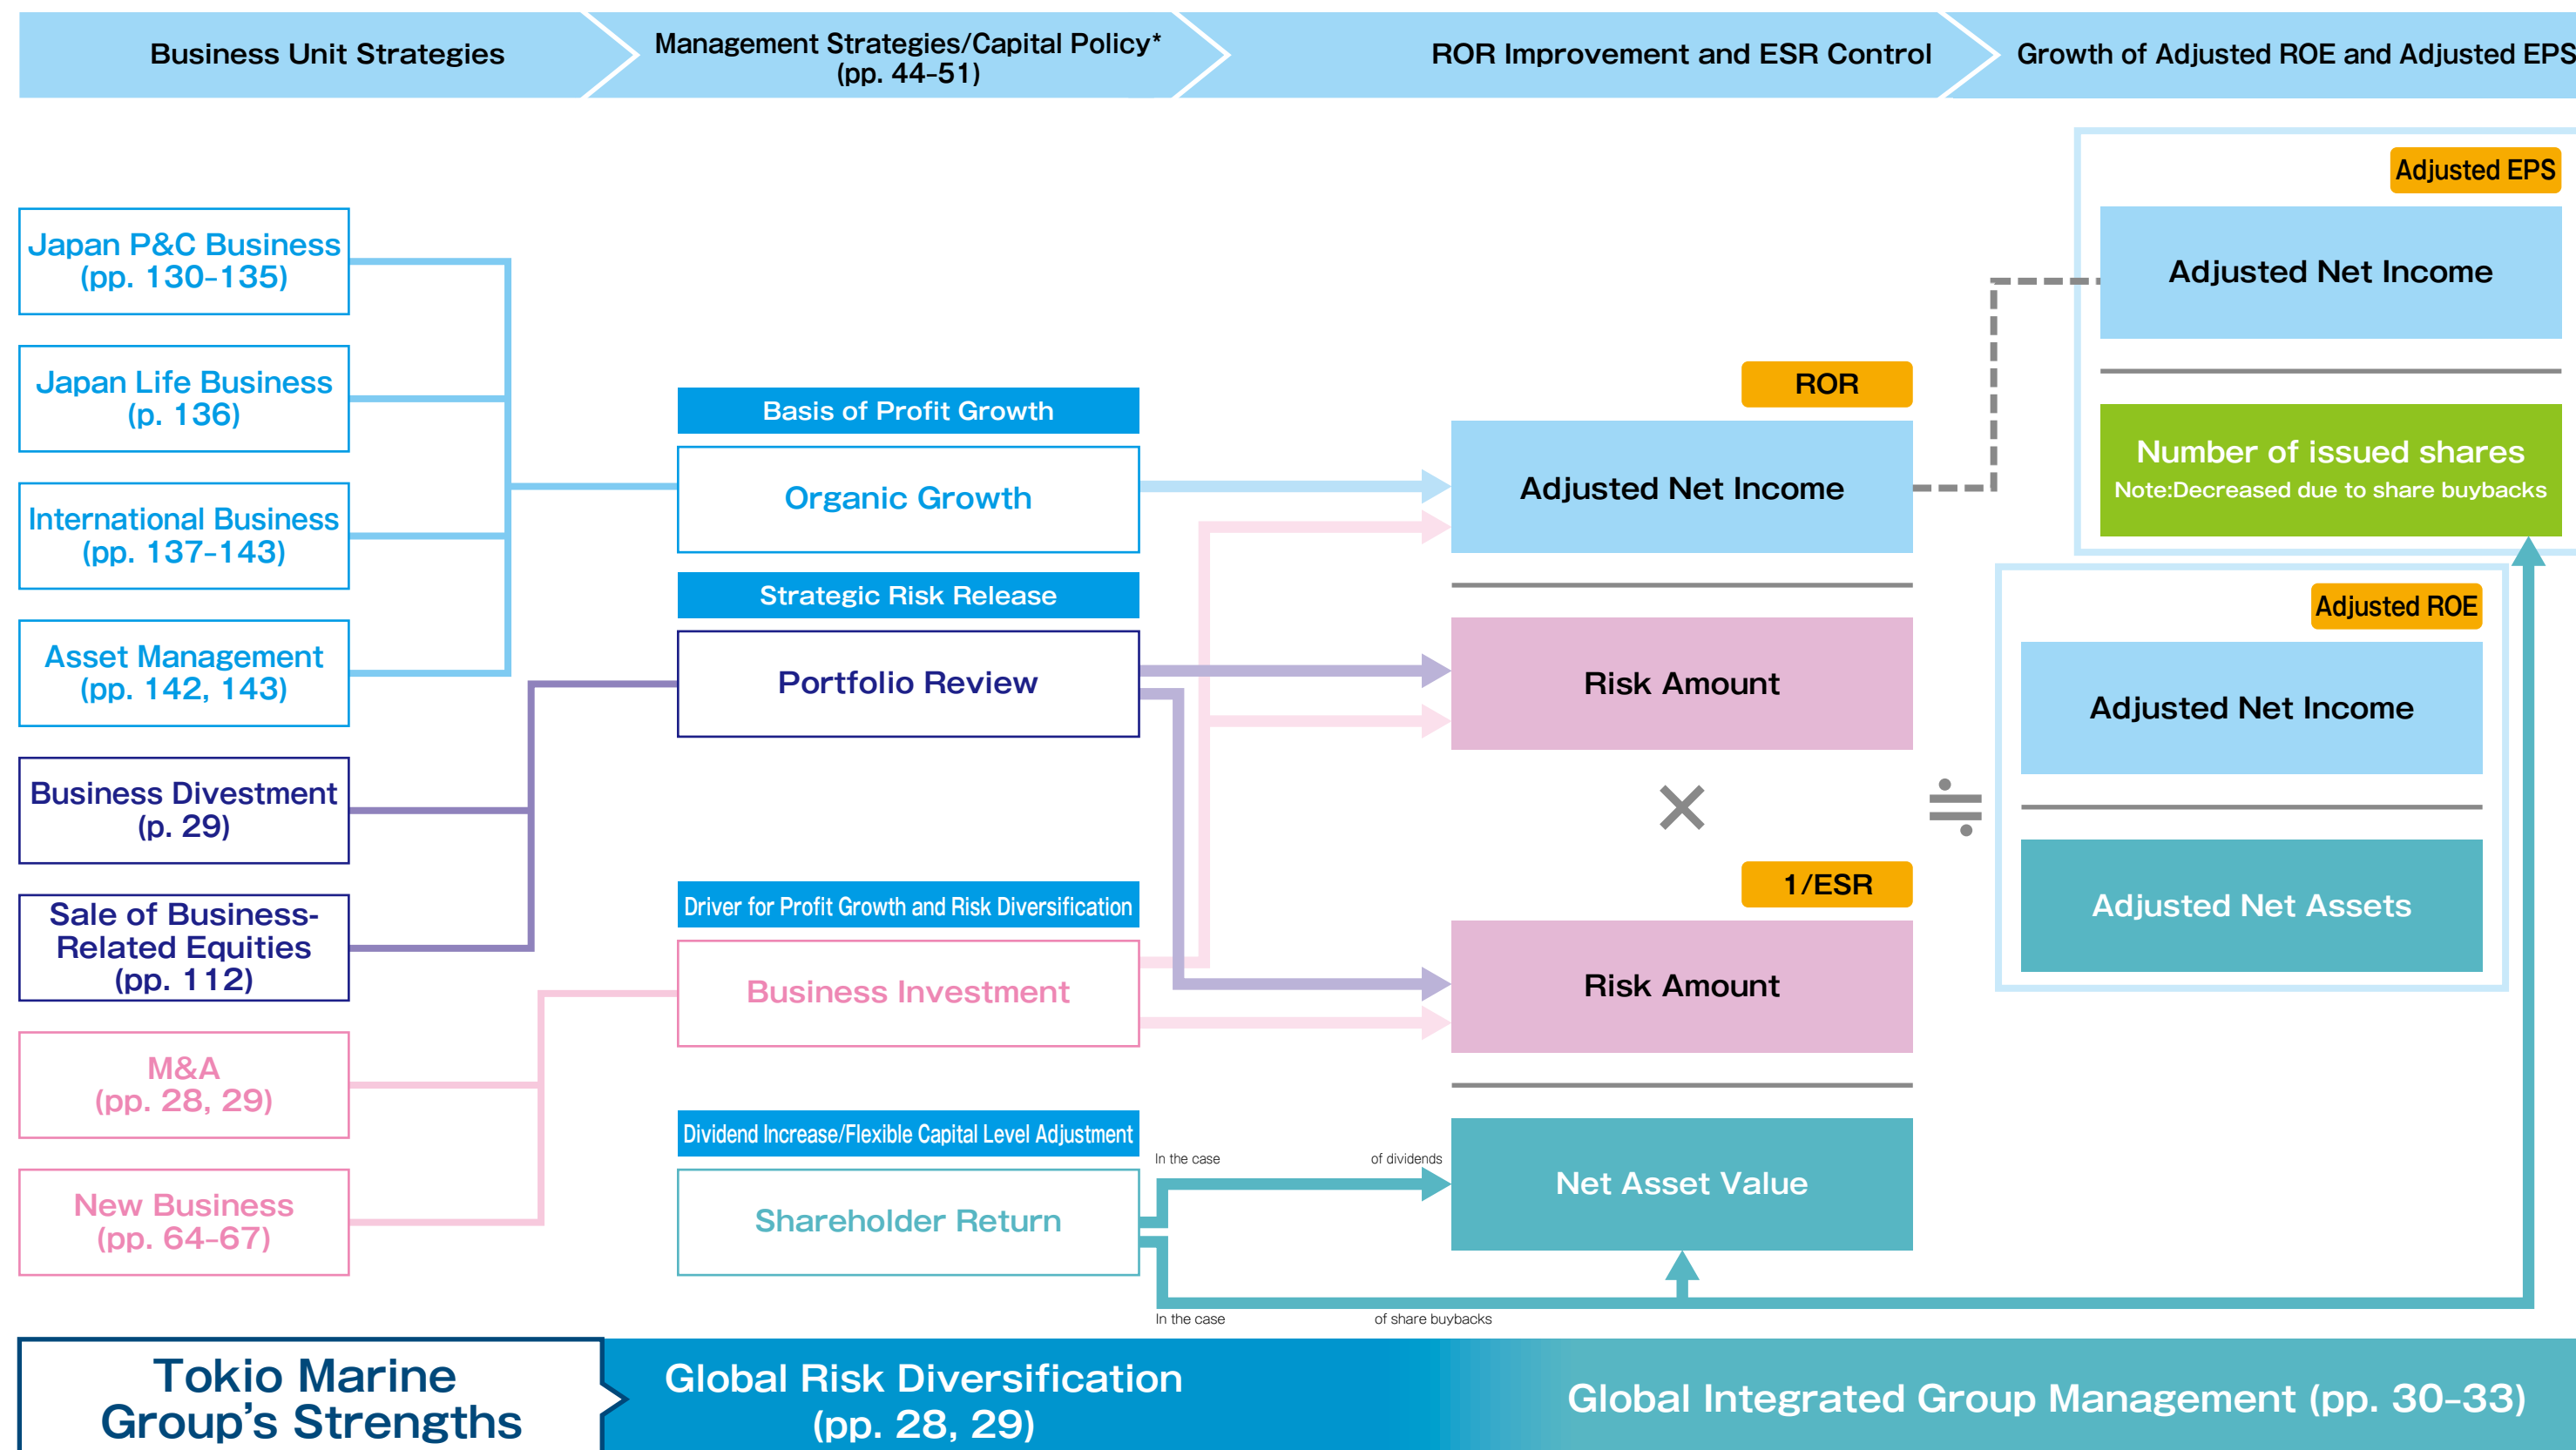 Business Unit Strategies
Management Strategies/Capital Policy*
(pp. 44–51)
ROR Improvement and ESR Control
Growth of Adjusted ROE and Adjusted EPS
Japan P&C Business
(pp. 130–135)
Japan Life Business
(p. 136)
International Business
(pp. 137–143)
Asset Management
(pp. 142, 143)
Business Divestment
(p. 29)
Sale of Business-
Related Equities
(pp. 112)
M&A
(pp. 28, 29)
New Business
(pp. 64–67)
Basis of Profit Growth
Organic Growth
Strategic Risk Release
Portfolio Review
Driver for Profit Growth and Risk Diversification
Business Investment
Dividend Increase/Flexible Capital Level Adjustment
Shareholder Return
In the case of dividends
In the case of share buybacks
ROR
Adjusted Net Income
Risk Amount
×
1/ESR
Risk Amount
Net Asset Value
≒
Adjusted EPS
Adjusted Net Income
Number of issued shares
Note:Decreased due to share buybacks
Adjusted ROE
Adjusted Net Income
Adjusted Net Assets
Tokio Marine
Group's Strengths
Global Risk Diversification
(pp. 28, 29)
Global Integrated Group Management (pp. 30–33)